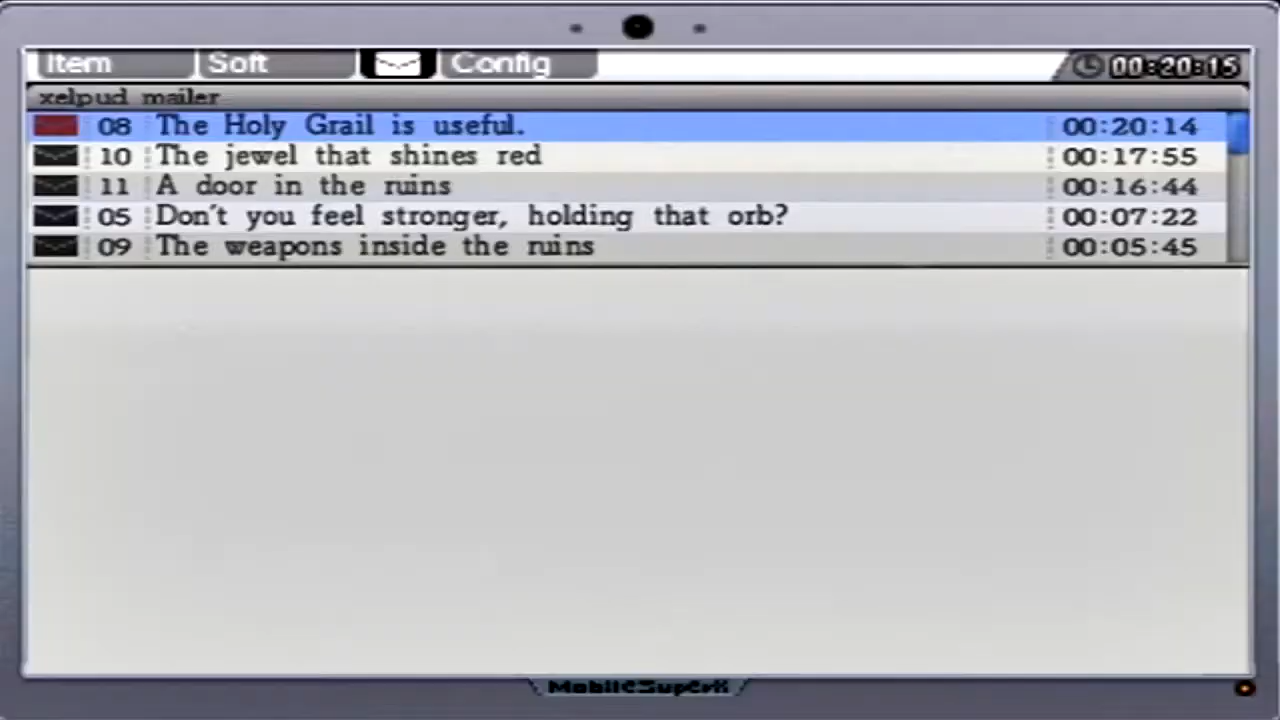 Item Soft Config 00:20:15
xelpud mailer
08 The Holy Grail is useful. 00:20:14
10 The jewel that shines red 00:17:55
11 A door in the ruins 00:16:44
05 Don't you feel stronger, holding that orb? 00:07:22
09 The weapons inside the ruins 00:05:45
MobileSuperX